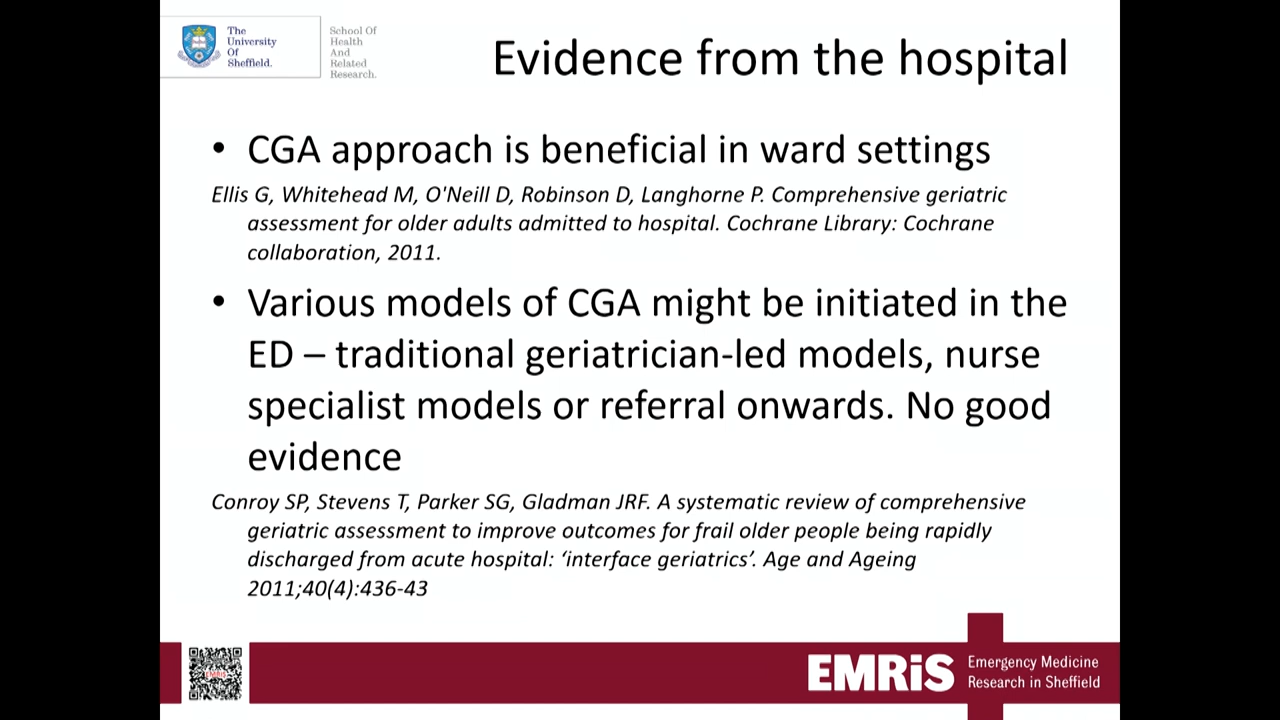 The
University
Of
Sheffield.
School Of
Health
And
Related
Research.
Evidence from the hospital
• CGA approach is beneficial in ward settings
Ellis G, Whitehead M, O'Neill D, Robinson D, Langhorne P. Comprehensive geriatric
assessment for older adults admitted to hospital. Cochrane Library: Cochrane
collaboration, 2011.
• Various models of CGA might be initiated in the
ED – traditional geriatrician-led models, nurse
specialist models or referral onwards. No good
evidence
Conroy SP, Stevens T, Parker SG, Gladman JRF. A systematic review of comprehensive
geriatric assessment to improve outcomes for frail older people being rapidly
discharged from acute hospital: ‘interface geriatrics’. Age and Ageing
2011;40(4):436-43
EMRiS
EMRiS
Emergency Medicine
Research in Sheffield